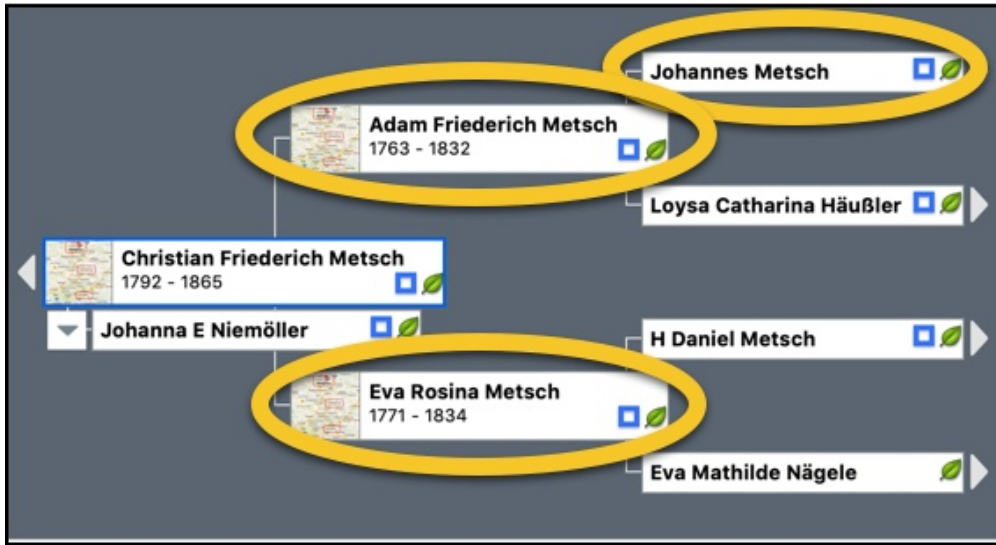 Johannes Metsch
Adam Friederich Metsch
1763 - 1832
Loysa Catharina Häußler
Christian Friederich Metsch
1792 - 1865
Johanna E Niemöller
H Daniel Metsch
Eva Rosina Metsch
1771 - 1834
Eva Mathilde Nägele